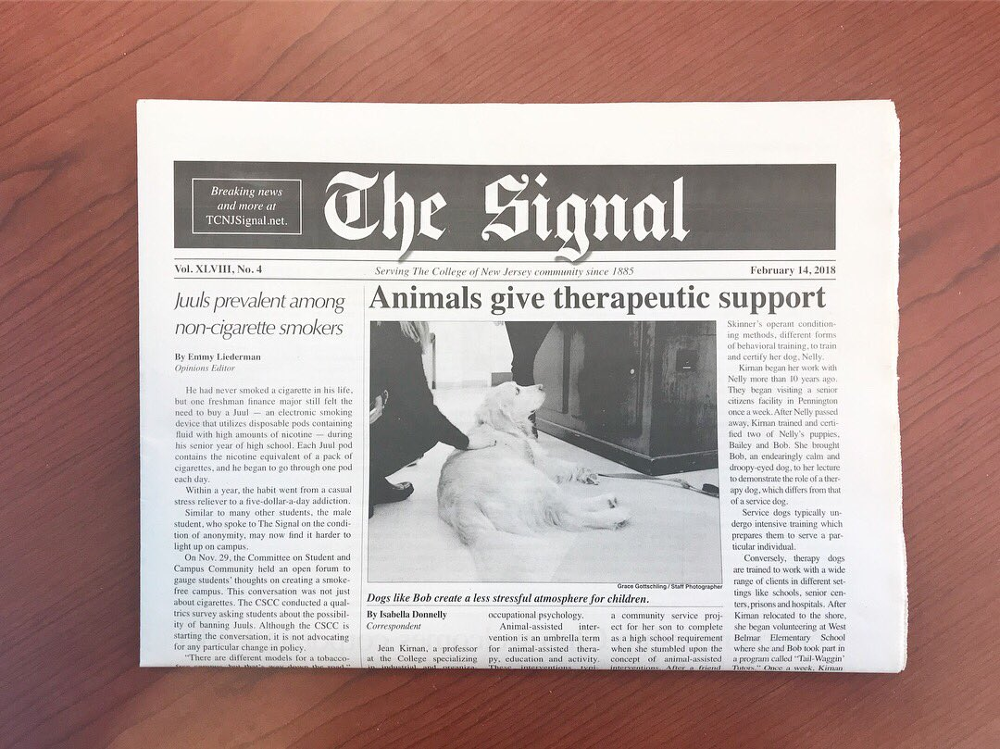 Breaking news
and more at
TCNJSignal.net.
The Signal
Vol. XLVIII, No. 4
Serving The College of New Jersey community since 1885
February 14, 2018
Juuls prevalent among
non-cigarette smokers
By Emmy Liederman
Opinions Editor
He had never smoked a cigarette in his life,
but one freshman finance major still felt the
need to buy a Juul — an electronic smoking
device that utilizes disposable pods containing
fluid with high amounts of nicotine — during
his senior year of high school. Each Juul pod
contains the nicotine equivalent of a pack of
cigarettes, and he began to go through one pod
each day.
Within a year, the habit went from a casual
stress reliever to a five-dollar-a-day addiction.
Similar to many other students, the male
student, who spoke to The Signal on the condi-
tion of anonymity, may now find it harder to
light up on campus.
On Nov. 29, the Committee on Student and
Campus Community held an open forum to
gauge students' thoughts on creating a smoke-
free campus. This conversation was not just
about cigarettes. The CSCC conducted a qual-
trics survey asking students about the possibil-
ity of banning Juuls. Although the CSCC is
starting the conversation, it is not advocating
for any particular change in policy.
"There are different models for a tobacco-
Animals give therapeutic support
Grace Gottschling / Staff Photographer
Dogs like Bob create a less stressful atmosphere for children.
By Isabella Donnelly
Correspondent
Jean Kirnan, a professor
at the College specializing
in industrial and organiza-
occupational psychology.
Animal-assisted inter-
vention is an umbrella term
for animal-assisted thera-
py, education and activity.
These interventions typi-
a community service proj-
ect for her son to complete
as a high school requirement
when she stumbled upon the
concept of animal-assisted
interventions. After a friend
Skinner's operant condition-
ing methods, different forms
of behavioral training, to train
and certify her dog, Nelly.
Kirnan began her work with
Nelly more than 10 years ago.
They began visiting a senior
citizens facility in Pennington
once a week. After Nelly passed
away, Kirnan trained and certi-
fied two of Nelly's puppies,
Bailey and Bob. She brought
Bob, an endearingly calm and
droopy-eyed dog, to her lecture
to demonstrate the role of a ther-
apy dog, which differs from that
of a service dog.
Service dogs typically un-
dergo intensive training which
prepares them to serve a par-
ticular individual.
Conversely, therapy dogs
are trained to work with a wide
range of clients in different set-
tings like schools, senior cen-
ters, prisons and hospitals. After
Kirnan relocated to the shore,
she began volunteering at West
Belmar Elementary School
where she and Bob took part in
a program called "Tail-Waggin'
Tutors." Once a week, Kirnan